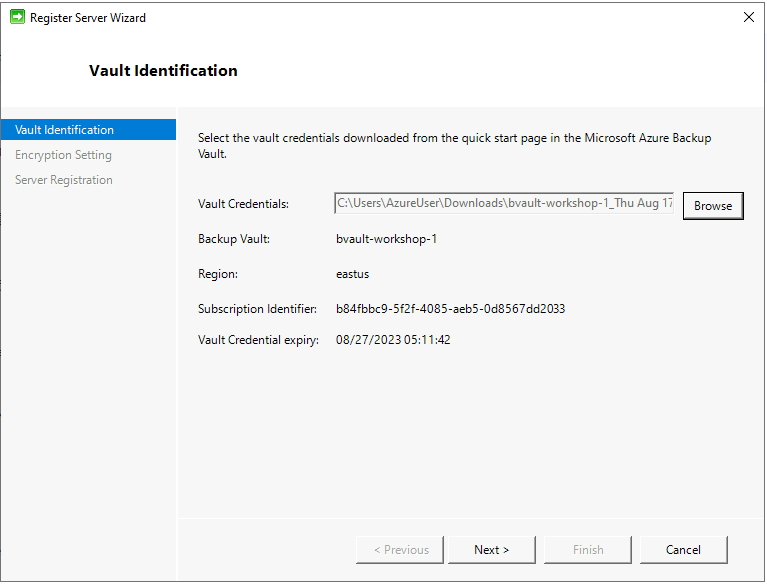 Register Server Wizard
Vault Identification
Vault Identification
Encryption Setting
Server Registration
Select the vault credentials downloaded from the quick start page in the Microsoft Azure Backup
Vault.
Vault Credentials: C:\Users\AzureUser\Downloads\bvault-workshop-1_Thu Aug 17 Browse
Backup Vault: bvault-workshop-1
Region: eastus
Subscription Identifier: b84fbbc9-5f2f-4085-aeb5-0d8567dd2033
Vault Credential expiry: 08/27/2023 05:11:42
< Previous Next > Finish Cancel